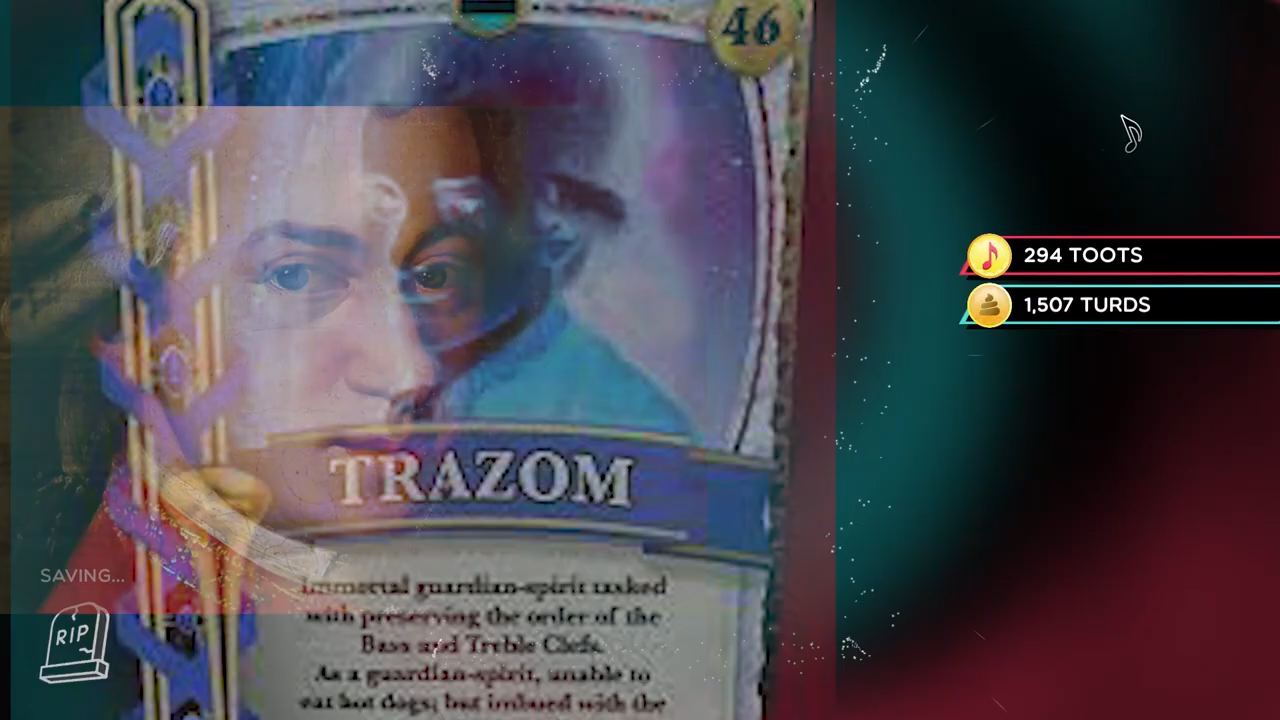 46
294 TOOTS
1,507 TURDS
TRAZOM
SAVING...
immortal guardian-spirit tasked
with preserving the order of the
Bass and Treble Clefs.
As a guardian-spirit, unable to
eat hot dogs; but imbued with the
RIP